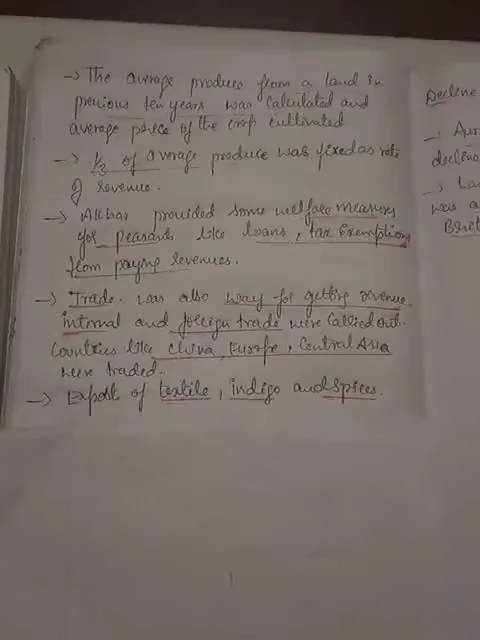 → The average produce from a land in
previous ten years was calculated and
average price of the crop cultivated
→ 1/3 of average produce was fixed as rate
of revenue.
→ Akbar provided some welfare measures
for peasants like loans, tax exemptions
from paying revenues.
→ Trade was also way for getting revenue
internal and foreign trade were carried out.
Countries like China, Europe, Central Asia
were traded.
→ Exports of textile, indigo and spices.
Decline
declin
was a